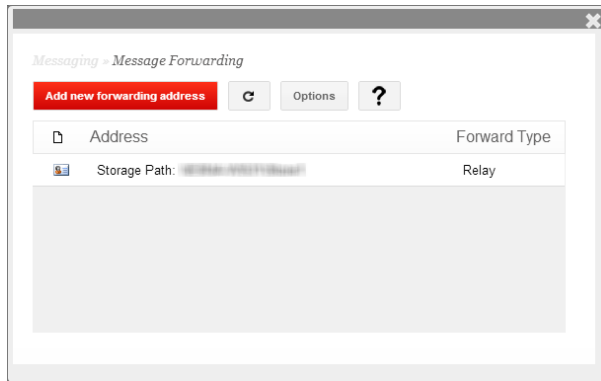 Messaging » Message Forwarding
Add new forwarding address Options ?
Address Forward Type
Storage Path: Relay